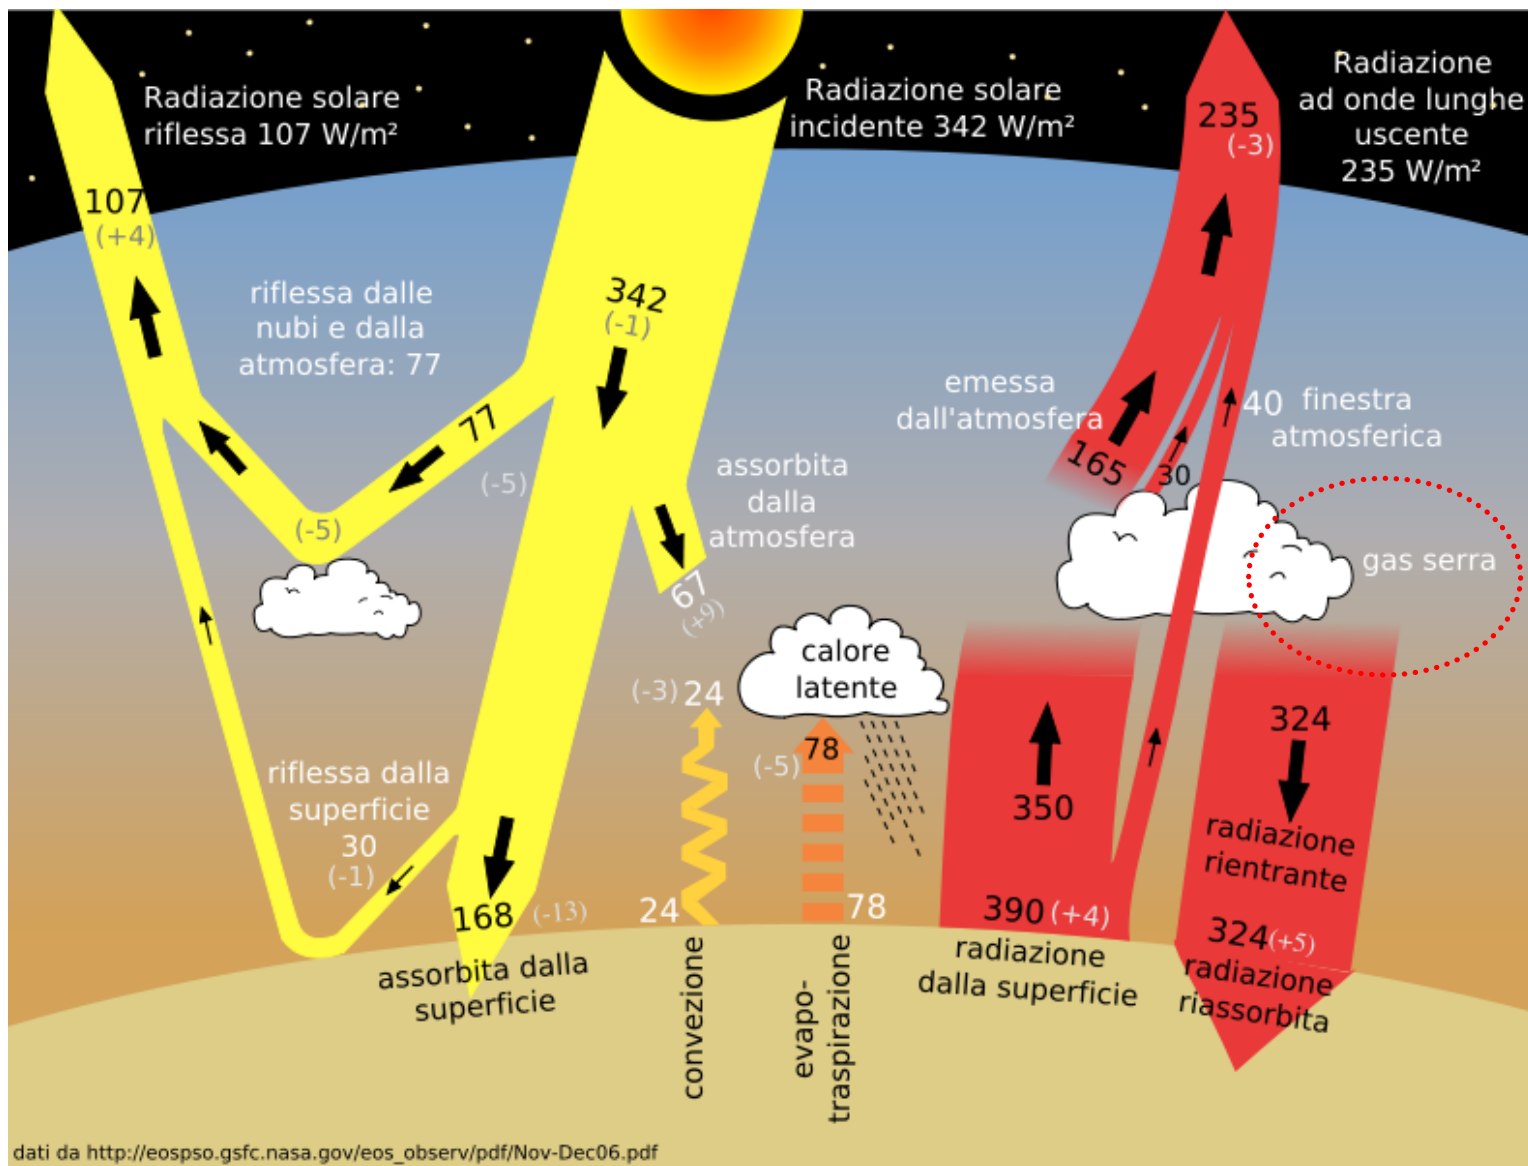 Radiazione solare
riflessa 107 W/m²
Radiazione solare
incidente 342 W/m²
Radiazione
ad onde lunghe
uscente
235 W/m²
235
(-3)
107
(+4)
riflessa dalle
nubi e dalla
atmosfera: 77
342
(-1)
77
(-5)
(-5)
assorbita
dalla
atmosfera
67
(+9)
emessa
dall'atmosfera
165
30
40
finestra
atmosferica
gas serra
calore
latente
(-3) 24
78
(-5)
riflessa dalla
superficie
30
(-1)
350
324
radiazione
rientrante
168 (-13)
assorbita dalla
superficie
24
convezione
78
evapo-
traspirazione
390 (+4)
radiazione
dalla superficie
324(+5)
radiazione
riassorbita
dati da http://eospso.gsfc.nasa.gov/eos_observ/pdf/Nov-Dec06.pdf